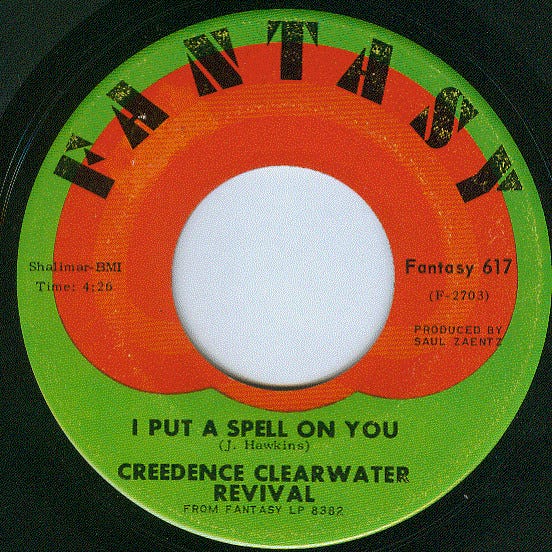 FANTASY
Shalimar-BMI
Time: 4:26
Fantasy 617
(F-2703)
PRODUCED BY
SAUL ZAENTZ
I PUT A SPELL ON YOU
(J. Hawkins)
CREEDENCE CLEARWATER
REVIVAL
FROM FANTASY LP 8382